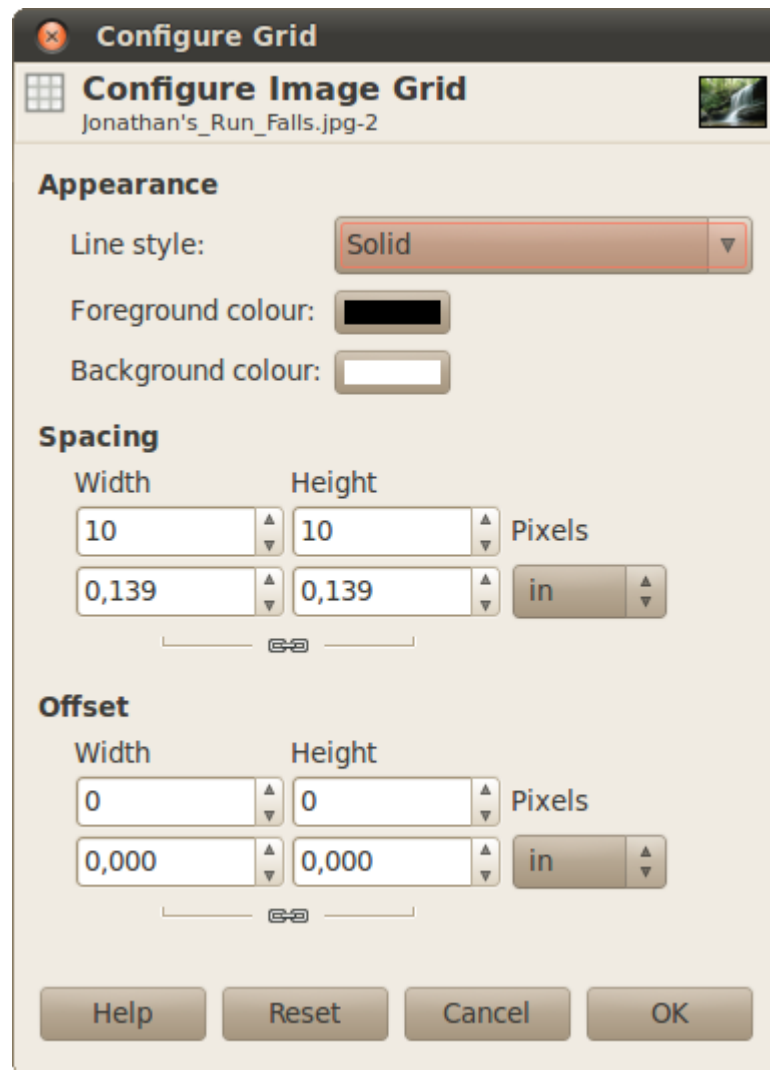 Configure Grid
Configure Image Grid
Jonathan's_Run_Falls.jpg-2
Appearance
Line style: Solid
Foreground colour:
Background colour:
Spacing
Width Height
10 10 Pixels
0,139 0,139 in
Offset
Width Height
0 0 Pixels
0,000 0,000 in
Help Reset Cancel OK